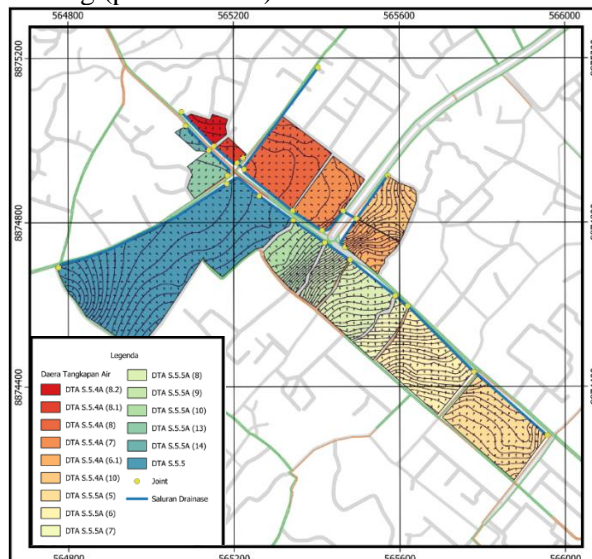 564800 565200 565600 566000
8875200
8874800
8874400
Legenda
Daera Tangkapan Air
DTA S.5.4A (8.2)
DTA S.5.4A (8.1)
DTA S.5.4A (8)
DTA S.5.4A (7)
DTA S.5.4A (6.1)
DTA S.5.4A (10)
DTA S.5.5A (5)
DTA S.5.5A (6)
DTA S.5.5A (7)
DTA S.5.5A (8)
DTA S.5.5A (9)
DTA S.5.5A (10)
DTA S.5.5A (13)
DTA S.5.5A (14)
DTA S.5.5
Joint
Saluran Drainase
8874800
8874400
564800 565200 565600 566000